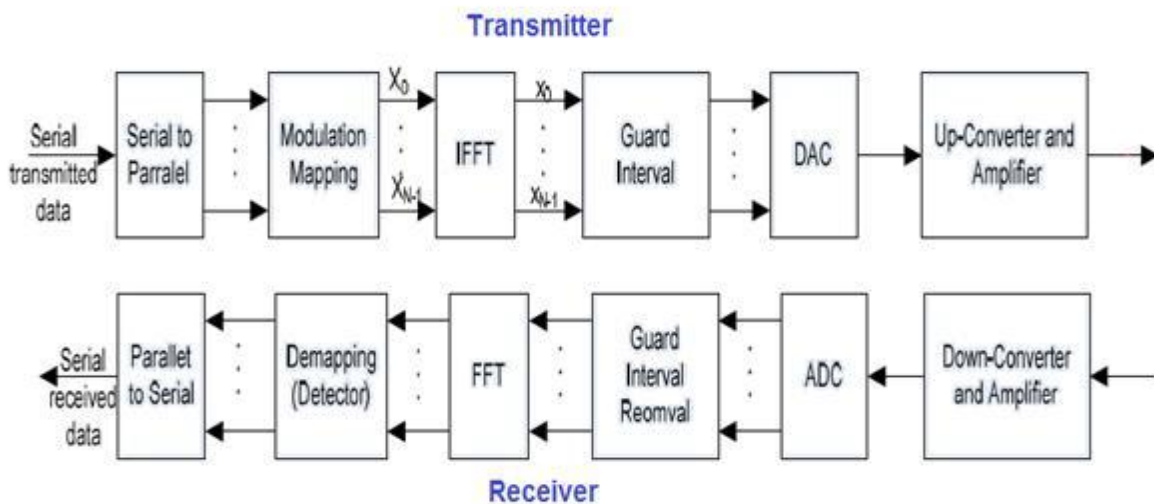 Transmitter
Serial
transmitted
data
Serial to
Parralel
Modulation
Mapping
X0
XN-1
IFFT
x0
xN-1
Guard
Interval
DAC
Up-Converter and
Amplifier
Serial
received
data
Parallet
to Serial
Demapping
(Detector)
FFT
Guard
Interval
Reomval
ADC
Down-Converter
and Amplifier
Receiver